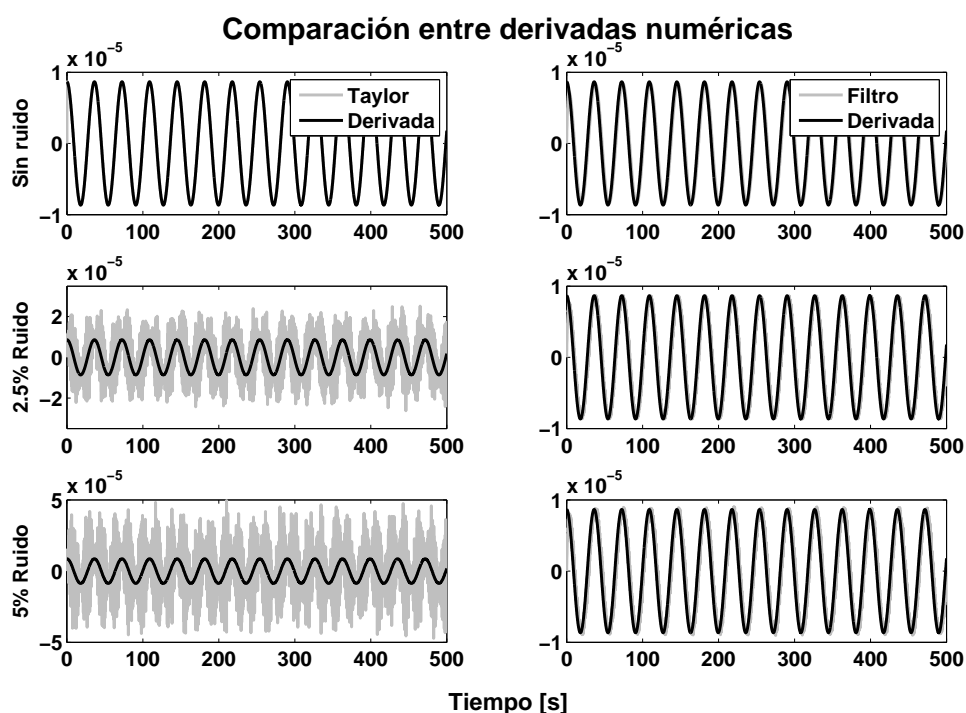 Comparación entre derivadas numéricas
x 10⁻⁵
1
0
−1
Sin ruido
Taylor
Derivada
0 100 200 300 400 500
x 10⁻⁵
1
0
−1
Filtro
Derivada
0 100 200 300 400 500
x 10⁻⁵
2
0
−2
2.5% Ruido
0 100 200 300 400 500
x 10⁻⁵
1
0
−1
0 100 200 300 400 500
x 10⁻⁵
5
0
−5
5% Ruido
0 100 200 300 400 500
x 10⁻⁵
1
0
−1
0 100 200 300 400 500
Tiempo [s]